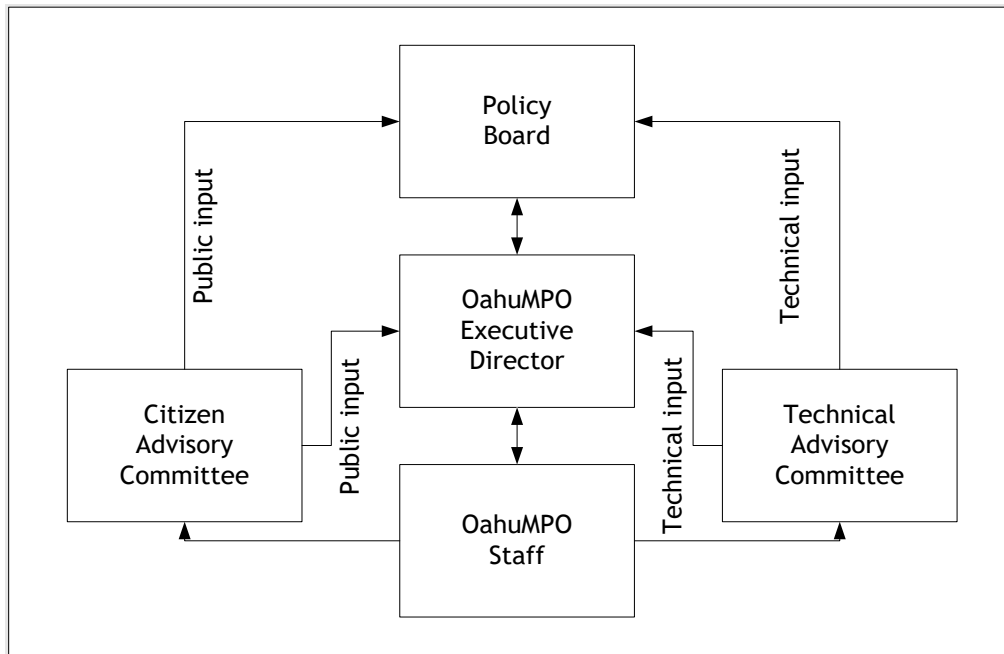 Policy
Board
Public input
Technical input
OahuMPO
Executive
Director
Public input
Technical input
Citizen
Advisory
Committee
Technical
Advisory
Committee
OahuMPO
Staff